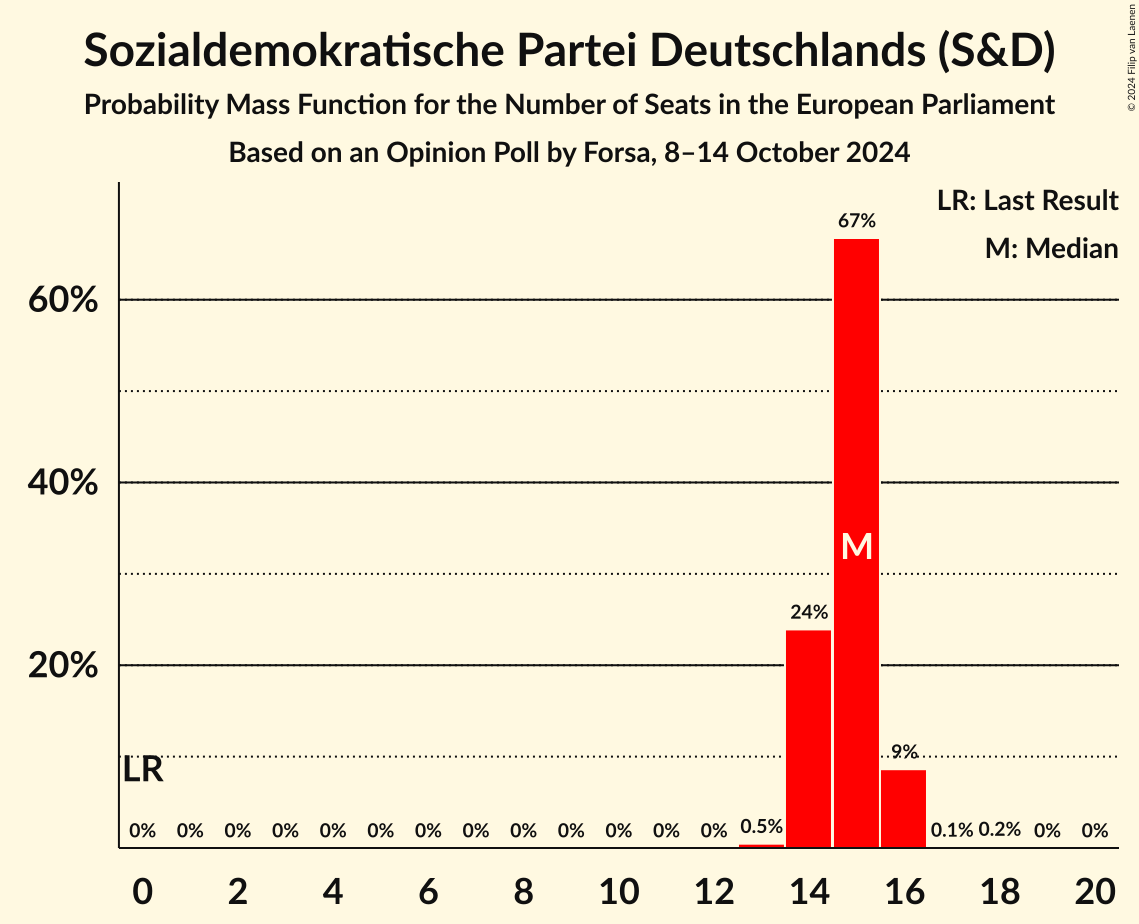 Sozialdemokratische Partei Deutschlands (S&D)
Probability Mass Function for the Number of Seats in the European Parliament
Based on an Opinion Poll by Forsa, 8–14 October 2024
© 2024 Filip van Laenen
LR: Last Result
M: Median
67%
60%
40%
M
24%
20%
9%
LR
0% 0% 0% 0% 0% 0% 0% 0% 0% 0% 0% 0% 0% 0.5% 0.1% 0.2% 0% 0%
0 2 4 6 8 10 12 14 16 18 20